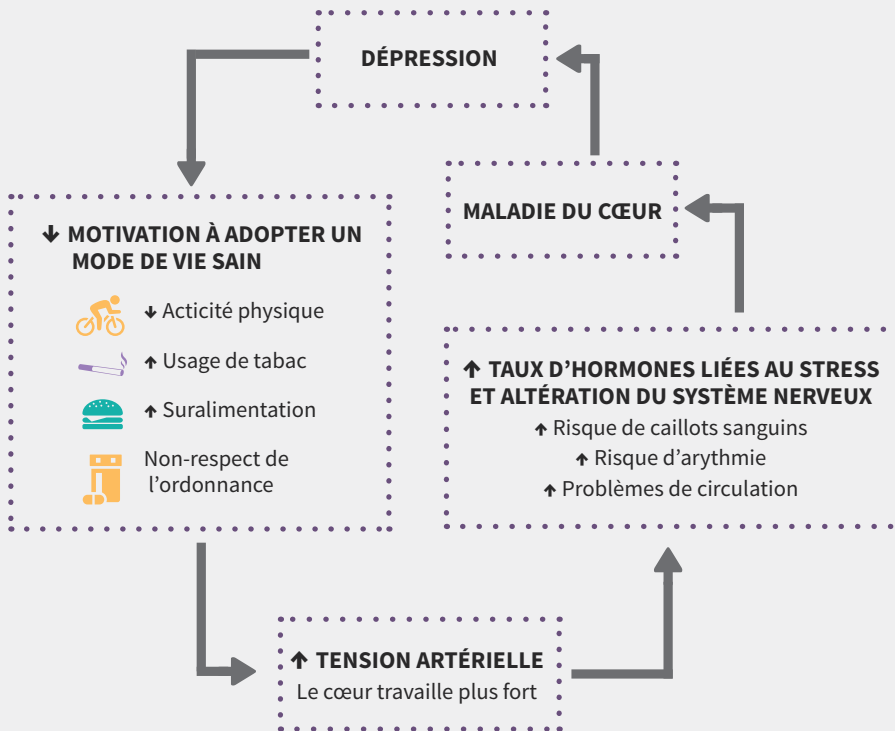 DÉPRESSION
↓ MOTIVATION À ADOPTER UN
MODE DE VIE SAIN
↓ Acticité physique
↑ Usage de tabac
↑ Suralimentation
Non-respect de
l'ordonnance
↑ TENSION ARTÉRIELLE
Le cœur travaille plus fort
↑ TAUX D'HORMONES LIÉES AU STRESS
ET ALTÉRATION DU SYSTÈME NERVEUX
↑ Risque de caillots sanguins
↑ Risque d'arythmie
↑ Problèmes de circulation
MALADIE DU CŒUR